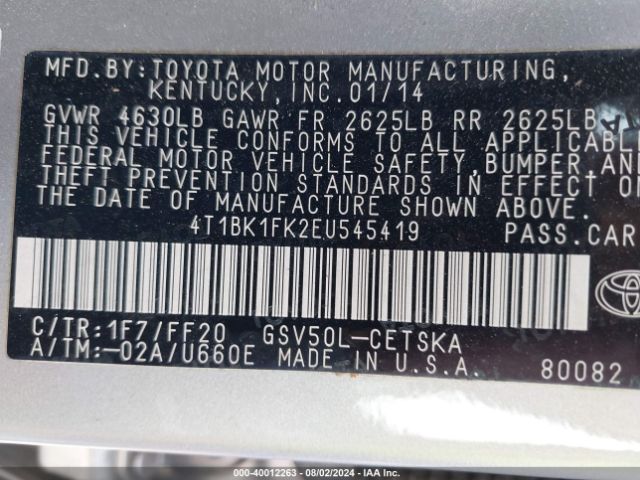 MFD.BY:TOYOTA MOTOR MANUFACTURING,
KENTUCKY,INC.01/14
GVWR 4630LB GAWR FR 2625LB RR 2625LB
THIS VEHICLE CONFORMS TO ALL APPLICABLE
FEDERAL MOTOR VEHICLE SAFETY,BUMPER,AND
THEFT PREVENTION STANDARDS IN EFFECT O
THE DATE OF MANUFACTURE SHOWN ABOVE.
4T1BK1FK2EU545419 PASS.CAR
C/TR:1F7/FF20 GSV50L-CETSKA
A/TM:-02A/U660E MADE IN U.S.A. 80082
000-40012263 - 08/02/2024 - IAA Inc.